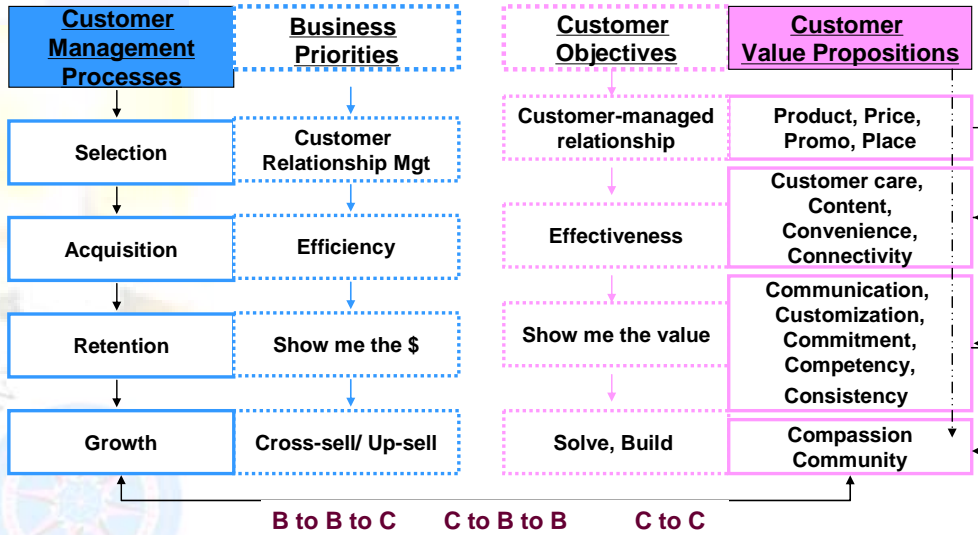 Customer
Management
Processes
Business
Priorities
Customer
Objectives
Customer
Value Propositions
Selection
Customer
Relationship Mgt
Customer-managed
relationship
Product, Price,
Promo, Place
Acquisition
Efficiency
Effectiveness
Customer care,
Content,
Convenience,
Connectivity
Retention
Show me the $
Show me the value
Communication,
Customization,
Commitment,
Competency,
Consistency
Growth
Cross-sell/ Up-sell
Solve, Build
Compassion
Community
B to B to C C to B to B C to C